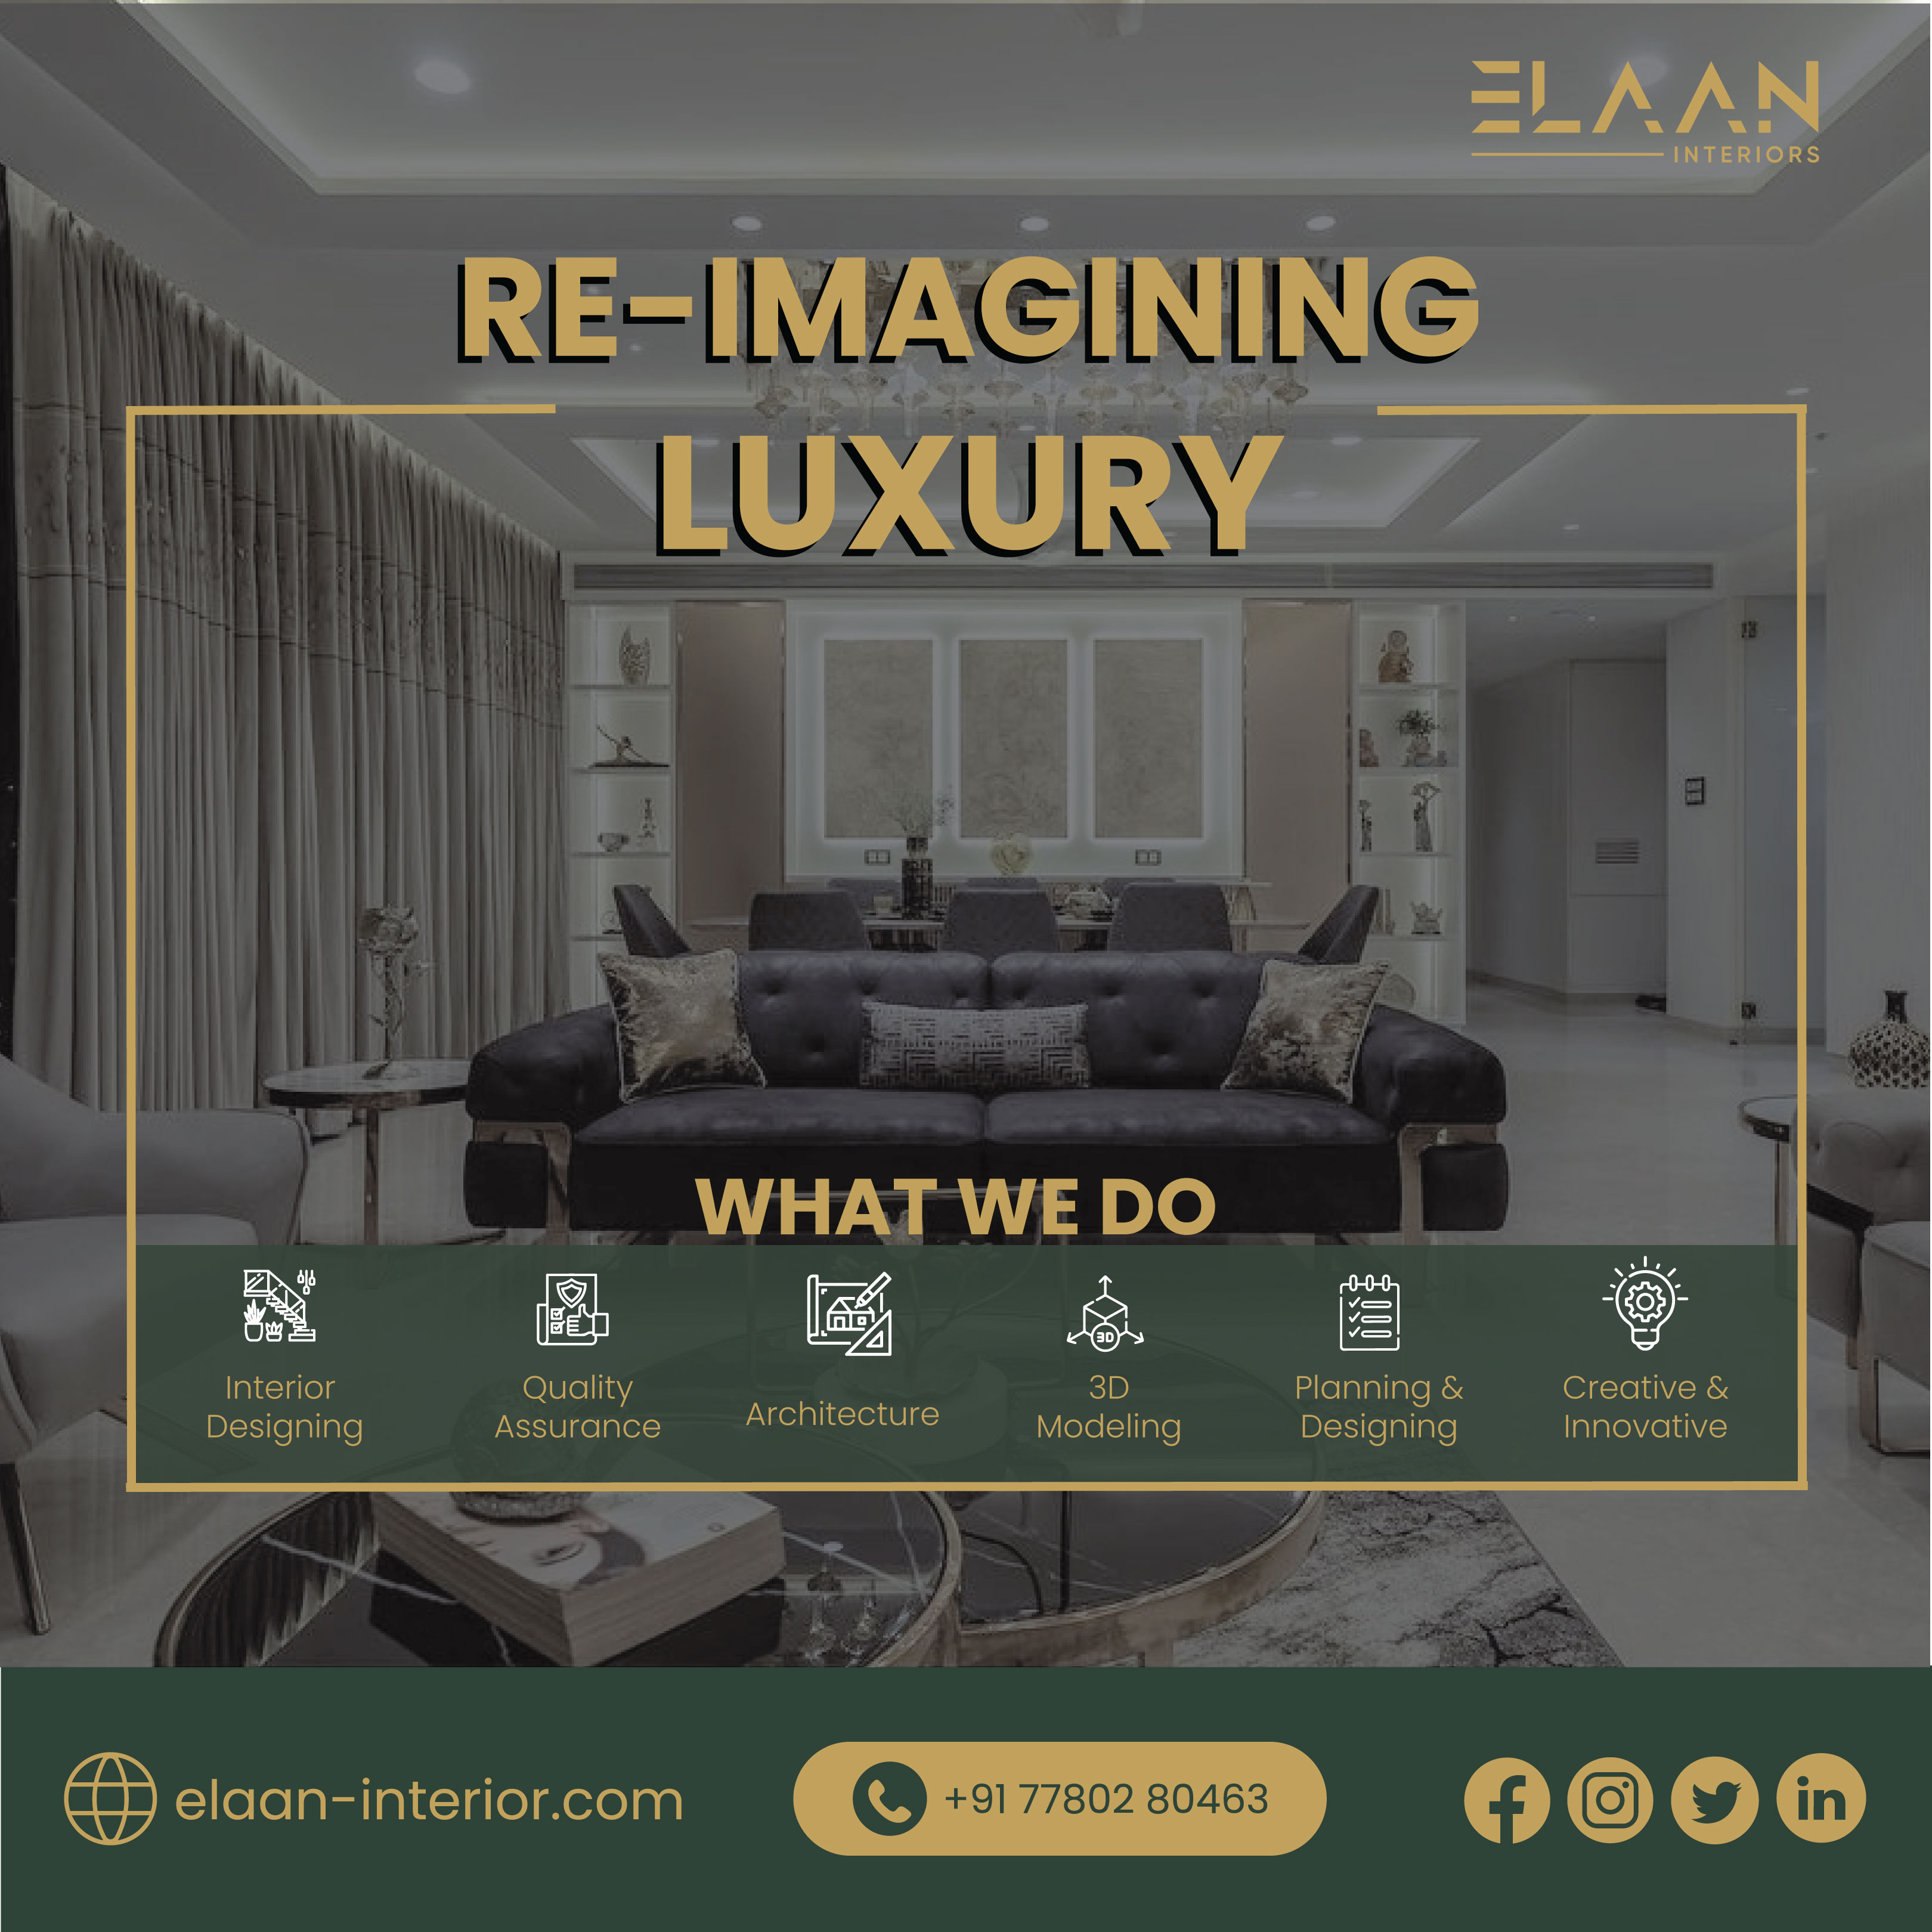 ELAAN
INTERIORS
RE-IMAGINING
LUXURY
WHAT WE DO
Interior
Designing
Quality
Assurance
Architecture
3D
3D
Modeling
Planning &
Designing
Creative &
Innovative
elaan-interior.com
+91 77802 80463